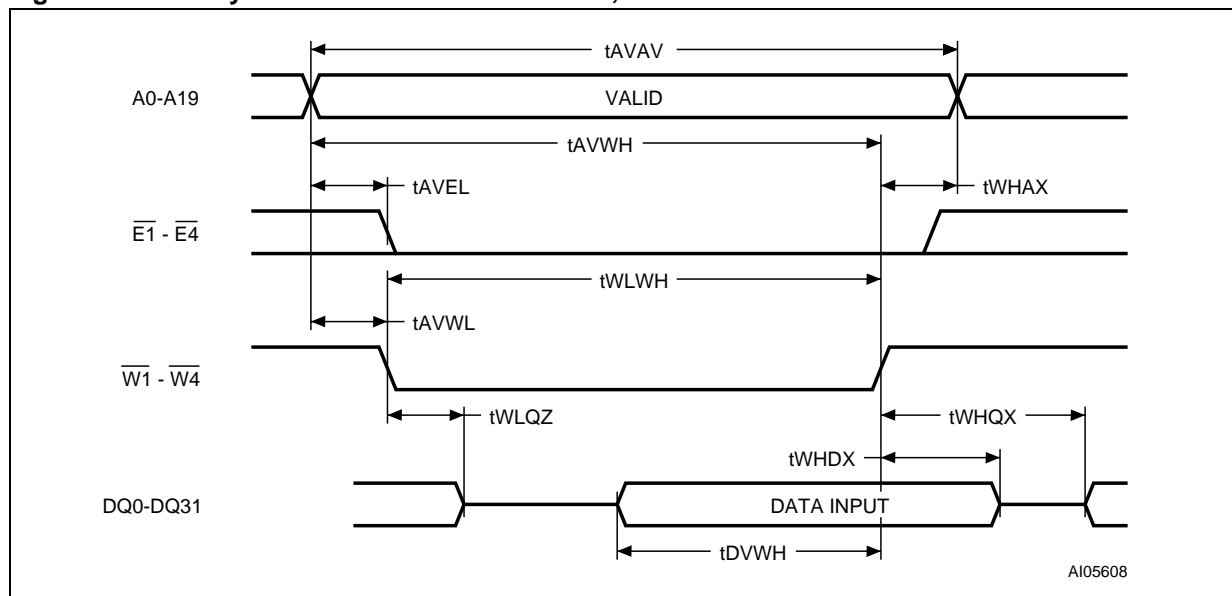 tAVAV
A0-A19
VALID
tAVWH
tAVEL
tWHAX
E1 - E4
tWLWH
tAVWL
W1 - W4
tWLQZ
tWHQX
tWHDX
DQ0-DQ31
DATA INPUT
tDVWH
AI05608